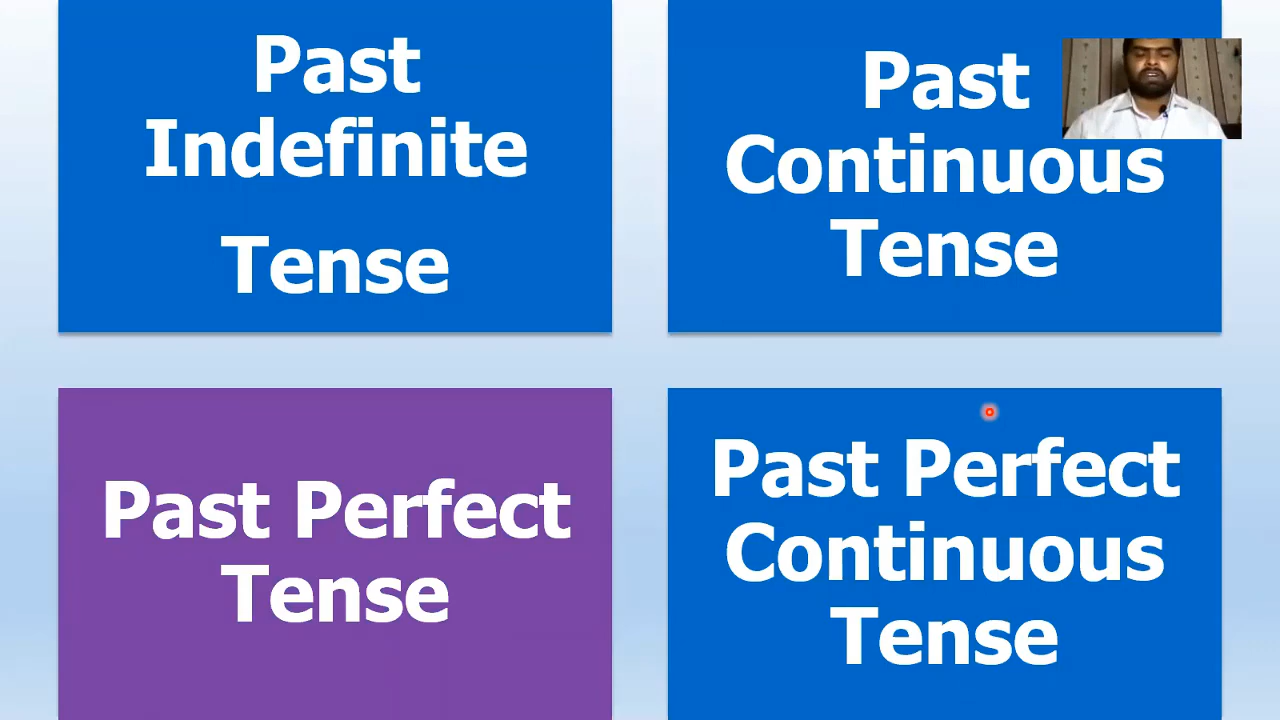 Past
Indefinite
Tense
Past
Continuous
Tense
Past Perfect
Tense
Past Perfect
Continuous
Tense